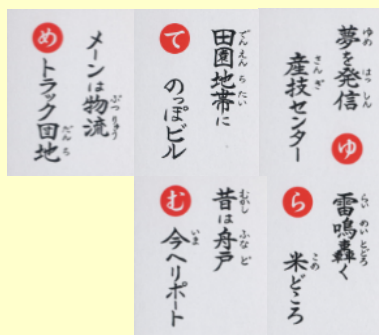 ゆ
夢を発信
産技センター
て
田園地帯に
のっぽビル
め
メーンは物流
トラック団地
ら
雷鳴轟く
米どころ
む
昔は舟戸
今ヘリポート